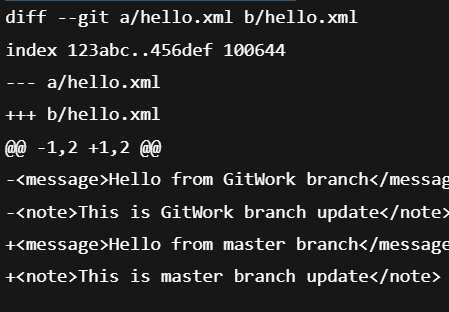 diff --git a/hello.xml b/hello.xml
index 123abc..456def 100644
--- a/hello.xml
+++ b/hello.xml
@@ -1,2 +1,2 @@
-<message>Hello from GitWork branch</messag
-<note>This is GitWork branch update</note>
+<message>Hello from master branch</message
+<note>This is master branch update</note>